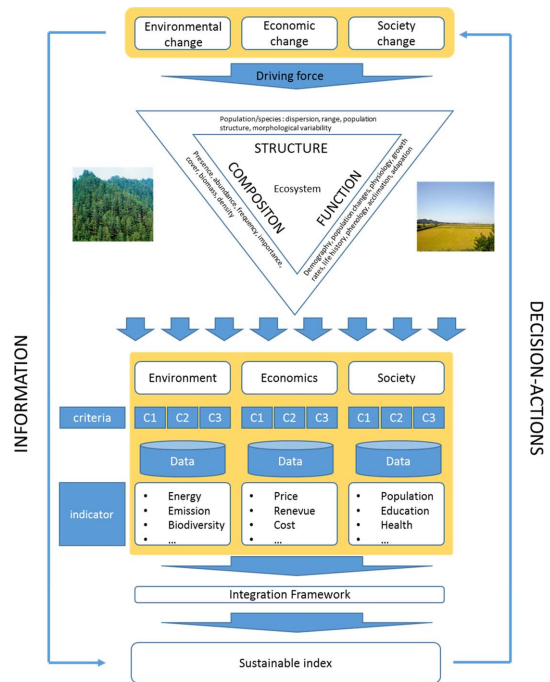 Environmental
change
Economic
change
Society
change
Driving force
Population/species : dispersion, range, population
structure, morphological variability
STRUCTURE
COMPOSITON
Presence, abundance, frequency, importance,
cover, biomass, density
Ecosystem
FUNCTION
Demography, population changes, physiology, growth
rates, life history, phenology, acclimation, adapation
INFORMATION
DECISION-ACTIONS
Environment
Economics
Society
criteria
C1 C2 C3
C1 C2 C3
C1 C2 C3
Data
Data
Data
indicator
• Energy
• Emission
• Biodiversity
• ...
• Price
• Renevue
• Cost
• ...
• Population
• Education
• Health
• ...
Integration Framework
Sustainable index